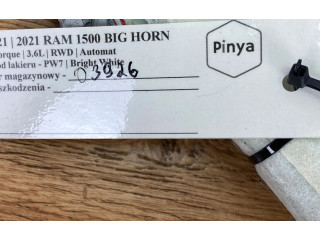 21 | 2021 RAM 1500 BIG HORN
orque | 3.6L | RWD | Automat
od lakieru - PW7 | Bright White
r magazynowy - 03926
szkodzenia -
Pinya